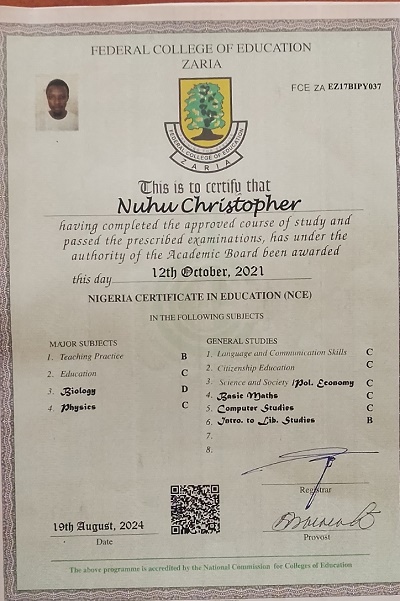 FEDERAL COLLEGE OF EDUCATION
ZARIA
FCE ZA EZ17BIPY037
FEDERAL COLLEGE OF EDUCATION
ZARIA
This is to certify that
Nuhu Christopher
having completed the approved course of study and
passed the prescribed examinations, has under the
authority of the Academic Board been awarded
this day 12th October, 2021
NIGERIA CERTIFICATE IN EDUCATION (NCE)
IN THE FOLLOWING SUBJECTS
MAJOR SUBJECTS
1. Teaching Practice B
2. Education C
3. Biology D
4. Physics C
GENERAL STUDIES
1. Language and Communication Skills C
2. Citizenship Education C
3. Science and Society /Pol. Economy C
4. Basic Maths C
5. Computer Studies C
6. Intro. to Lib. Studies B
7.
8.
Registrar
19th August, 2024
Date
Provost
The above programme is accredited by the National Commission for Colleges of Education